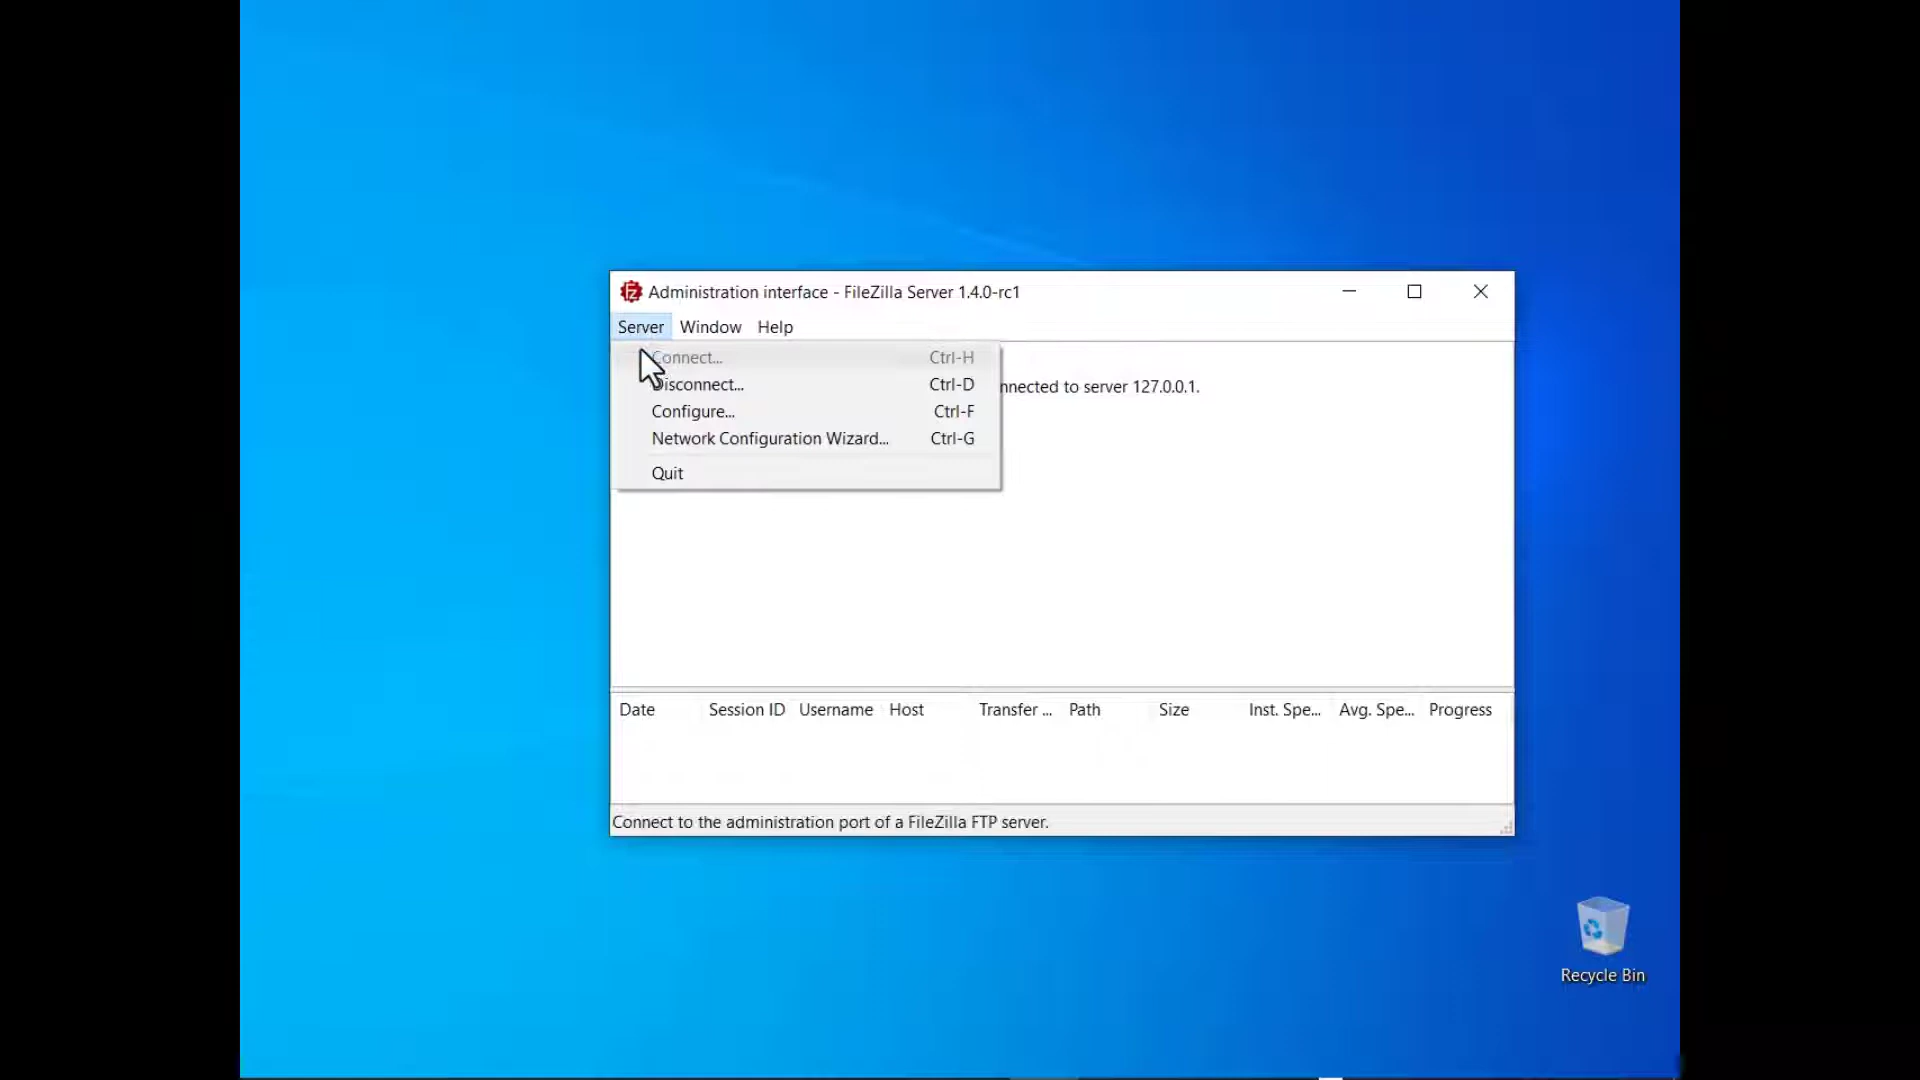 Administration interface - FileZilla Server 1.4.0-rc1
Server Window Help
Connect... Ctrl-H
Disconnect... Ctrl-D
nnected to server 127.0.0.1.
Configure... Ctrl-F
Network Configuration Wizard... Ctrl-G
Quit
Date Session ID Username Host Transfer ... Path Size Inst. Spe... Avg. Spe... Progress
Connect to the administration port of a FileZilla FTP server.
Recycle Bin